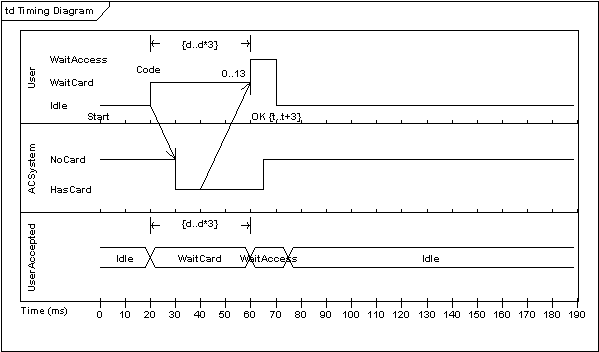 td Timing Diagram
{d..d*3}
WaitAccess
Code
0..13
WaitCard
User
Idle
Start
OK {t..t+3}
NoCard
ACSystem
HasCard
{d..d*3}
UserAccepted
Idle WaitCard WaitAccess Idle
Time (ms) 0 10 20 30 40 50 60 70 80 90 100 110 120 130 140 150 160 170 180 190